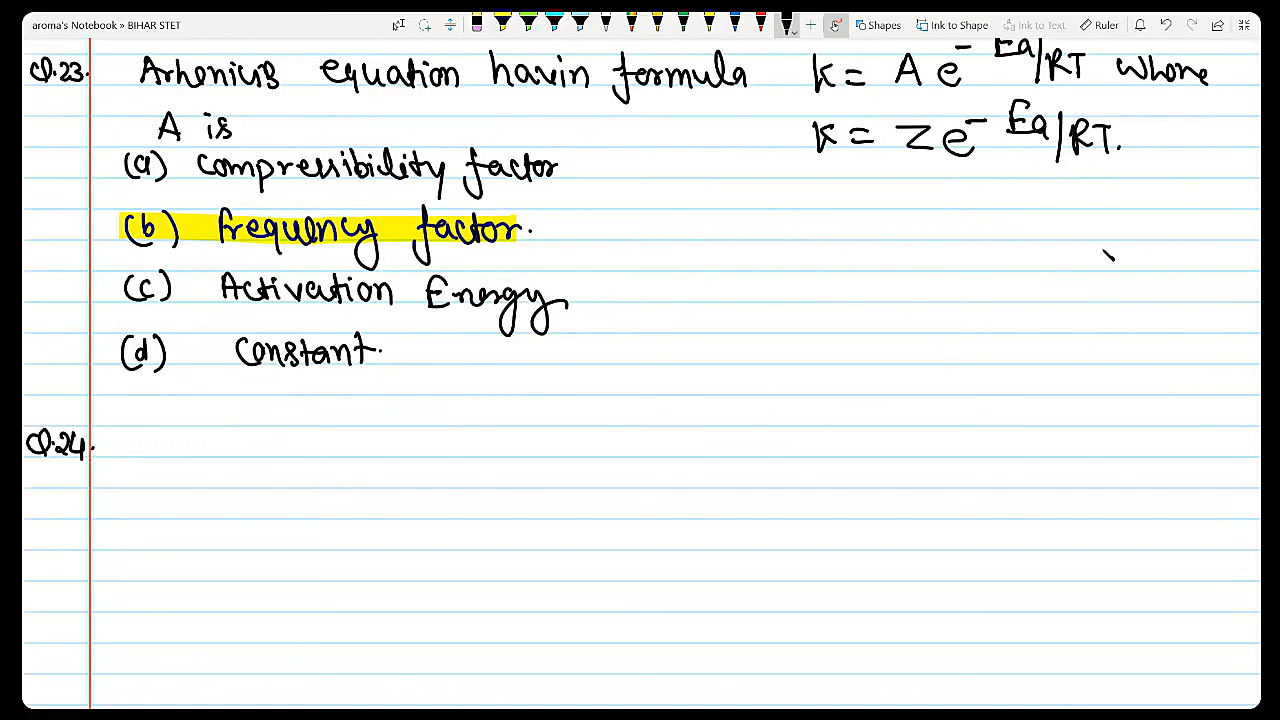 aroma's Notebook » BIHAR STET
Shapes Ink to Shape Ink to Text Ruler
Q.23. Arhenius equation havin formula K = A e^- Ea/RT where
A is K = Z e^- Ea/RT.
(a) compressibility factor
(b) frequency factor.
(c) Activation Energy
(d) constant.
Q.24.